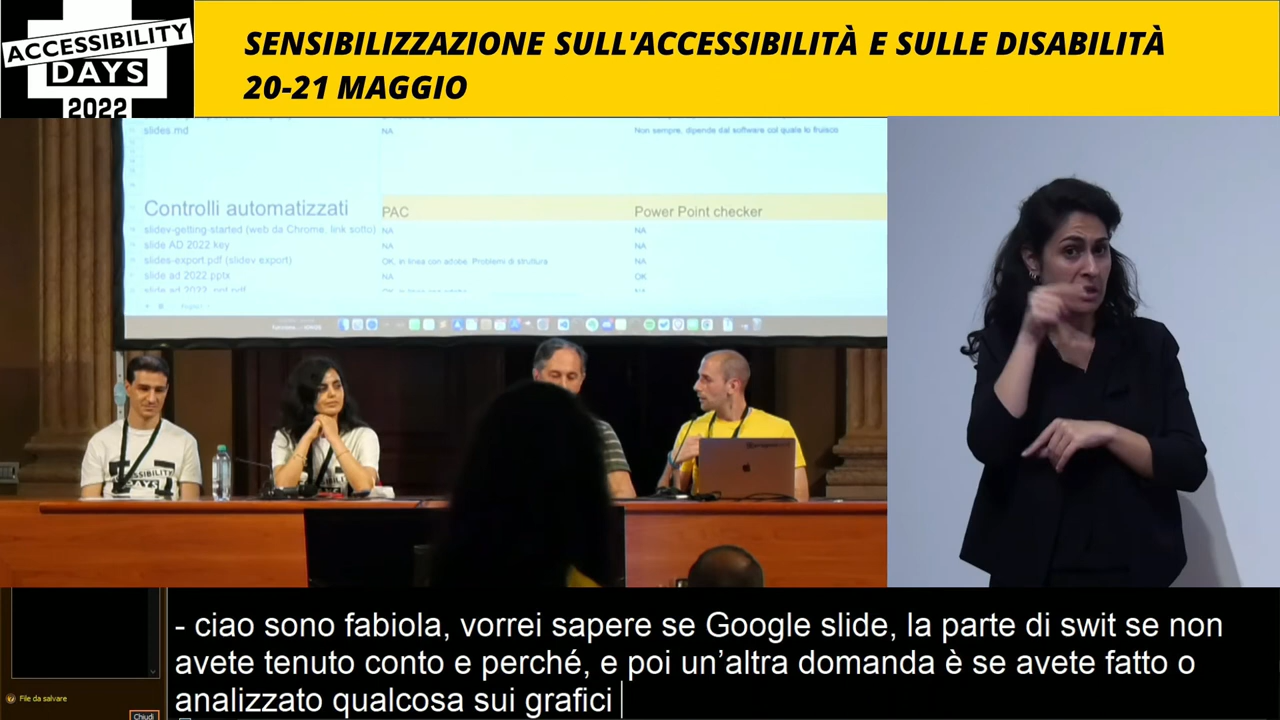 ACCESSIBILITY
DAYS
2022
SENSIBILIZZAZIONE SULL'ACCESSIBILITÀ E SULLE DISABILITÀ
20-21 MAGGIO
slides.md
NA
Non sempre, dipende dal software col quale lo fruisco
Controlli automatizzati
PAC
Power Point checker
slidev-getting-started (web da Chrome, link sotto)
NA
NA
slide AD 2022.key
NA
NA
slides-export.pdf (slidev export)
OK, in linea con adobe. Problemi di struttura
NA
slide ad 2022.pptx
NA
OK
ACCESSIBILITY
DAYS
- ciao sono fabiola, vorrei sapere se Google slide, la parte di swit se non
avete tenuto conto e perché, e poi un’altra domanda è se avete fatto o
analizzato qualcosa sui grafici
File da salvare
Chiudi